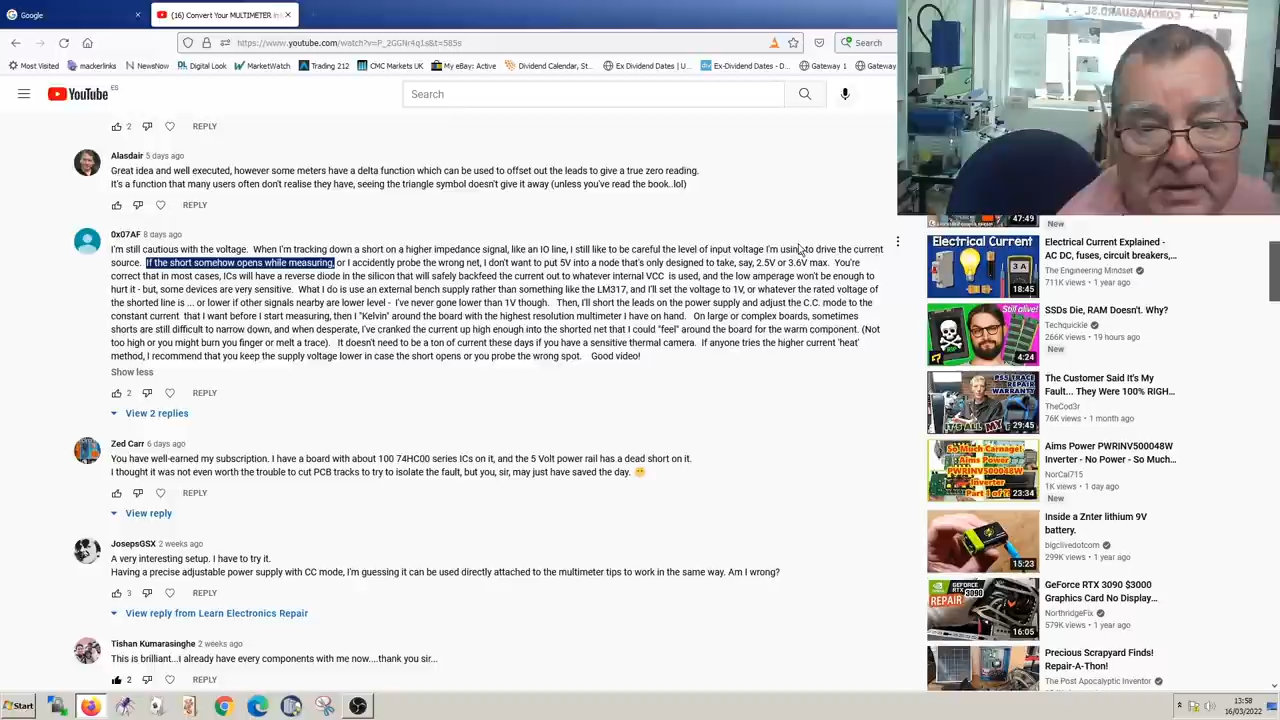 Google
(16) Convert Your MULTIMETER in
https://www.youtube.com/watch?v=P_2GGNr4q1s&t=585s
Search
Most Visited
mackerlinks
NewsNow
Digital Look
MarketWatch
Trading 212
CMC Markets UK
My eBay: Active
Dividend Calendar, St...
Ex Dividend Dates | U...
Ex-Dividend Dates - D...
Gateway 1
Gateway
YouTube ES
Search
2 REPLY
Alasdair 5 days ago
Great idea and well executed, however some meters have a delta function which can be used to offset out the leads to give a true zero reading.
It's a function that many users often don't realise they have, seeing the triangle symbol doesn't give it away (unless you've read the book..lol)
REPLY
0x07AF 8 days ago
I'm still cautious with the voltage. When I'm tracing down a short on a higher impedance signal, like an IO line, I still like to be careful the level of input voltage I'm to drive the current
source. If the short somehow opens while measuring, or I accidently probe the wrong net, I don't want to put 5V into a node that's only designed to take, say, 2.5V or 3.6V max. You're
correct that in most cases, ICs will have a reverse diode in the silicon that will safely backfeed the current out to whatever internal VCC is used, and the low amperage won't be enough to
hurt it - but, some devices are very sensitive. What I do is use an external bench supply rather than something like the LM317, and I'll set the voltage to 1V, or whatever the rated voltage of
the shorted line is ... or lower if other signals nearby are lower level - I've never gone lower than 1V though. Then, I'll short the leads on the power supply and adjust the C.C. mode to the
constant current that I want before I start measuring, then I "Kelvin" around the board with the highest resolution multimeter I have on hand. On large or complex boards, sometimes
shorts are still difficult to narrow down, and when desperate, i've cranked the current up high enough into the shorted net that I could "feel" around the board for the warm component. (Not
too high or you might burn you finger or melt a trace). It doesn't need to be a ton of current these days if you have a sensitive thermal camera. If anyone tries the higher current 'heat'
method, I recommend that you keep the supply voltage lower in case the short opens or you probe the wrong spot. Good video!
Show less
2 REPLY
View 2 replies
Zed Carr 6 days ago
You have well-earned my subscription. I have a board with about 100 74HC00 series ICs on it, and the 5 Volt power rail has a dead short on it.
I thought it was not even worth the trouble to cut PCB tracks to try to isolate the fault, but you, sir, may just have saved the day.
REPLY
View reply
JosepsGSX 2 weeks ago
A very interesting setup. I have to try it.
Having a precise adjustable power supply with CC mode, I'm guessing it can be used directly attached to the multimeter tips to work in the same way. Am I wrong?
3 REPLY
View reply from Learn Electronics Repair
Tishan Kumarasinghe 2 weeks ago
This is brilliant...I already have every components with me now....thank you sir...
2 REPLY
CORONAGUARD.SL
47:49
New
Electrical Current
3 A
18:45
Electrical Current Explained -
AC DC, fuses, circuit breakers,...
The Engineering Mindset
711K views • 1 year ago
Still alive!
4:24
SSDs Die, RAM Doesn't. Why?
Techquickie
266K views • 19 hours ago
New
PS5 TRACE
REPAIR
WARRANTY
IT'S ALL MY
29:45
The Customer Said It's My
Fault... They Were 100% RIGH...
TheCod3r
76K views • 1 month ago
So Much Carnage!
Aims Power
PWRINV500048W
Inverter
Part 1 of ?
23:34
Aims Power PWRINV500048W
Inverter - No Power - So Much...
NorCal715
1K views • 1 day ago
New
15:23
Inside a Znter lithium 9V
battery.
bigclivedotcom
299K views • 1 year ago
GEFORCE
RTX 3090
REPAIR
16:05
GeForce RTX 3090 $3000
Graphics Card No Display...
NorthridgeFix
579K views • 1 year ago
Precious Scrapyard Finds!
Repair-A-Thon!
The Post Apocalyptic Inventor
Start
13:58
16/03/2022